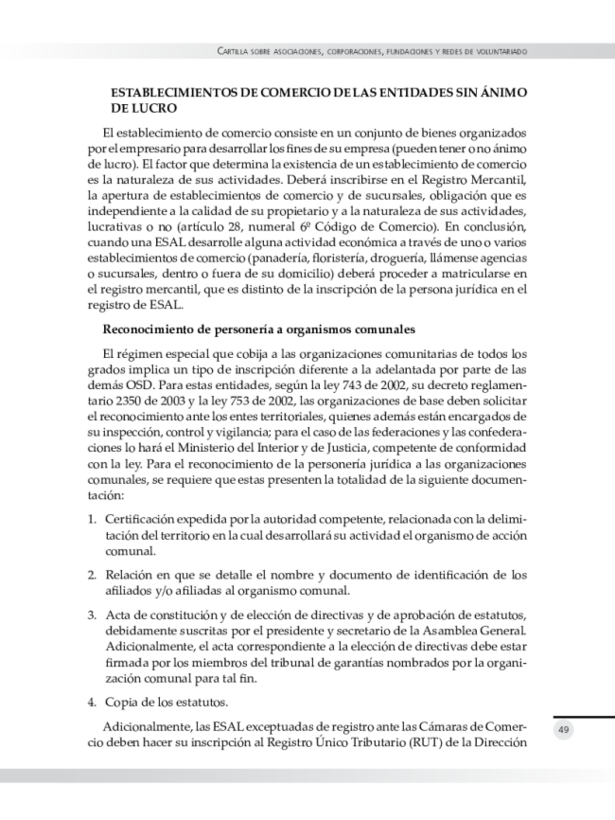 Cartilla sobre asociaciones, corporaciones, fundaciones y redes de voluntariado
ESTABLECIMIENTOS DE COMERCIO DE LAS ENTIDADES SIN ÁNIMO
DE LUCRO
El establecimiento de comercio consiste en un conjunto de bienes organizados
por el empresario para desarrollar los fines de su empresa (pueden tener o no ánimo
de lucro). El factor que determina la existencia de un establecimiento de comercio
es la naturaleza de sus actividades. Deberá inscribirse en el Registro Mercantil,
la apertura de establecimientos de comercio y de sucursales, obligación que es
independiente a la calidad de su propietario y a la naturaleza de sus actividades,
lucrativas o no (artículo 28, numeral 6º Código de Comercio). En conclusión,
cuando una ESAL desarrolle alguna actividad económica a través de uno o varios
establecimientos de comercio (panadería, floristería, droguería, llámense agencias
o sucursales, dentro o fuera de su domicilio) deberá proceder a matricularse en
el registro mercantil, que es distinto de la inscripción de la persona jurídica en el
registro de ESAL.
Reconocimiento de personería a organismos comunales
El régimen especial que cobija a las organizaciones comunitarias de todos los
grados implica un tipo de inscripción diferente a la adelantada por parte de las
demás OSD. Para estas entidades, según la ley 743 de 2002, su decreto reglamen-
tario 2350 de 2003 y la ley 753 de 2002, las organizaciones de base deben solicitar
el reconocimiento ante los entes territoriales, quienes además están encargados de
su inspección, control y vigilancia; para el caso de las federaciones y las confedera-
ciones lo hará el Ministerio del Interior y de Justicia, competente de conformidad
con la ley. Para el reconocimiento de la personería jurídica a las organizaciones
comunales, se requiere que estas presenten la totalidad de la siguiente documen-
tación:
1. Certificación expedida por la autoridad competente, relacionada con la delimi-
tación del territorio en la cual desarrollará su actividad el organismo de acción
comunal.
2. Relación en que se detalle el nombre y documento de identificación de los
afiliados y/o afiliadas al organismo comunal.
3. Acta de constitución y de elección de directivas y de aprobación de estatutos,
debidamente suscritas por el presidente y secretario de la Asamblea General.
Adicionalmente, el acta correspondiente a la elección de directivas debe estar
firmada por los miembros del tribunal de garantías nombrados por la organi-
zación comunal para tal fin.
4. Copia de los estatutos.
Adicionalmente, las ESAL exceptuadas de registro ante las Cámaras de Comer-
cio deben hacer su inscripción al Registro Único Tributario (RUT) de la Dirección
49